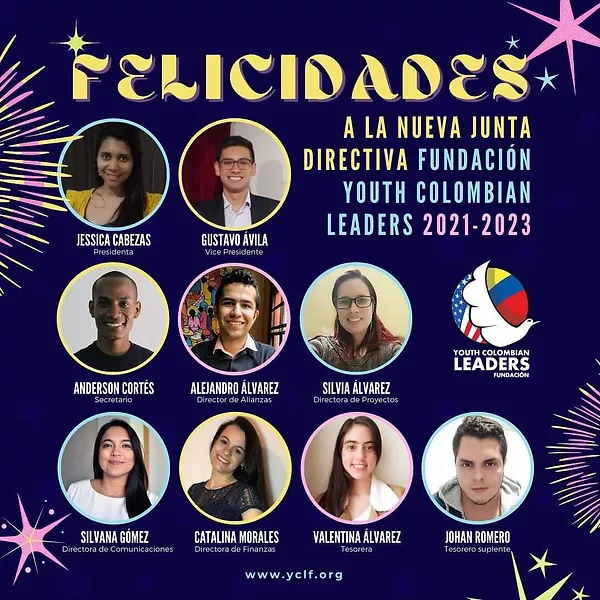 FELICIDADES
A LA NUEVA JUNTA
DIRECTIVA FUNDACIÓN
YOUTH COLOMBIAN
LEADERS 2021-2023
JESSICA CABEZAS
Presidenta
GUSTAVO ÁVILA
Vice Presidente
ANDERSON CORTÉS
Secretario
ALEJANDRO ÁLVAREZ
Director de Alianzas
SILVIA ÁLVAREZ
Directora de Proyectos
YOUTH COLOMBIAN
LEADERS
FUNDACIÓN
SILVANA GÓMEZ
Directora de Comunicaciones
CATALINA MORALES
Directora de Finanzas
VALENTINA ÁLVAREZ
Tesorera
JOHAN ROMERO
Tesorero suplente
www.yclf.org